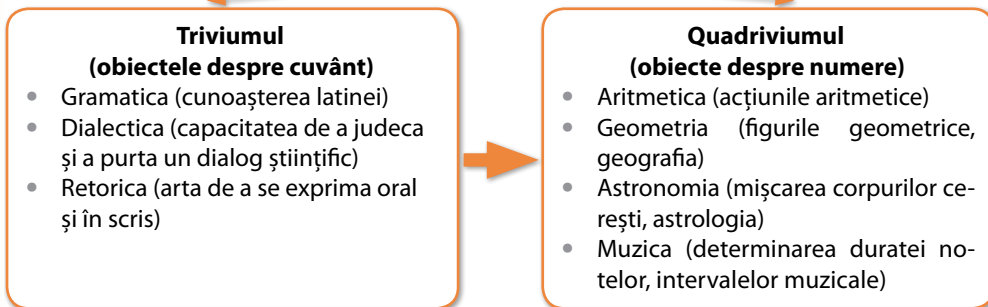 Triviumul
(obiectele despre cuvânt)
• Gramatica (cunoașterea latinei)
• Dialectica (capacitatea de a judeca
și a purta un dialog științific)
• Retorica (arta de a se exprima oral
și în scris)
Quadriviumul
(obiecte despre numere)
• Aritmetica (acțiunile aritmetice)
• Geometria (figurile geometrice,
geografia)
• Astronomia (mișcarea corpurilor ce-
rești, astrologia)
• Muzica (determinarea duratei no-
telor, intervalelor muzicale)